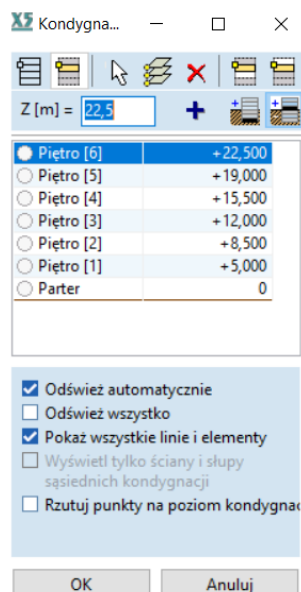 Kondygna...
Z [m] = 22,5
Piętro [6] +22,500
Piętro [5] +19,000
Piętro [4] +15,500
Piętro [3] +12,000
Piętro [2] +8,500
Piętro [1] +5,000
Parter 0
Odśwież automatycznie
Odśwież wszystko
Pokaż wszystkie linie i elementy
Wyświetl tylko ściany i słupy
sąsiednich kondygnacji
Rzutuj punkty na poziom kondygnac
OK Anuluj